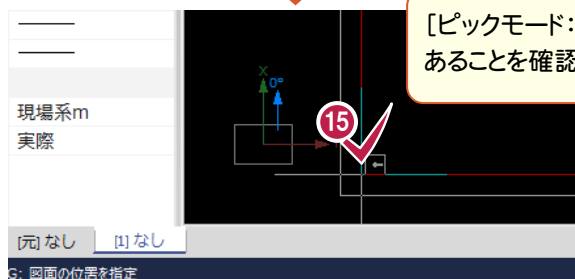 [ピックモード:
あることを確認
X
0°
15
現場系m
実際
[元] なし
[1] なし
G: 図面の位置を指定